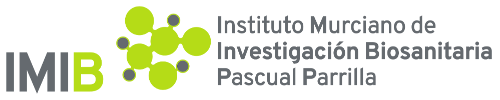 IMIB
Instituto Murciano de
Investigación Biosanitaria
Pascual Parrilla